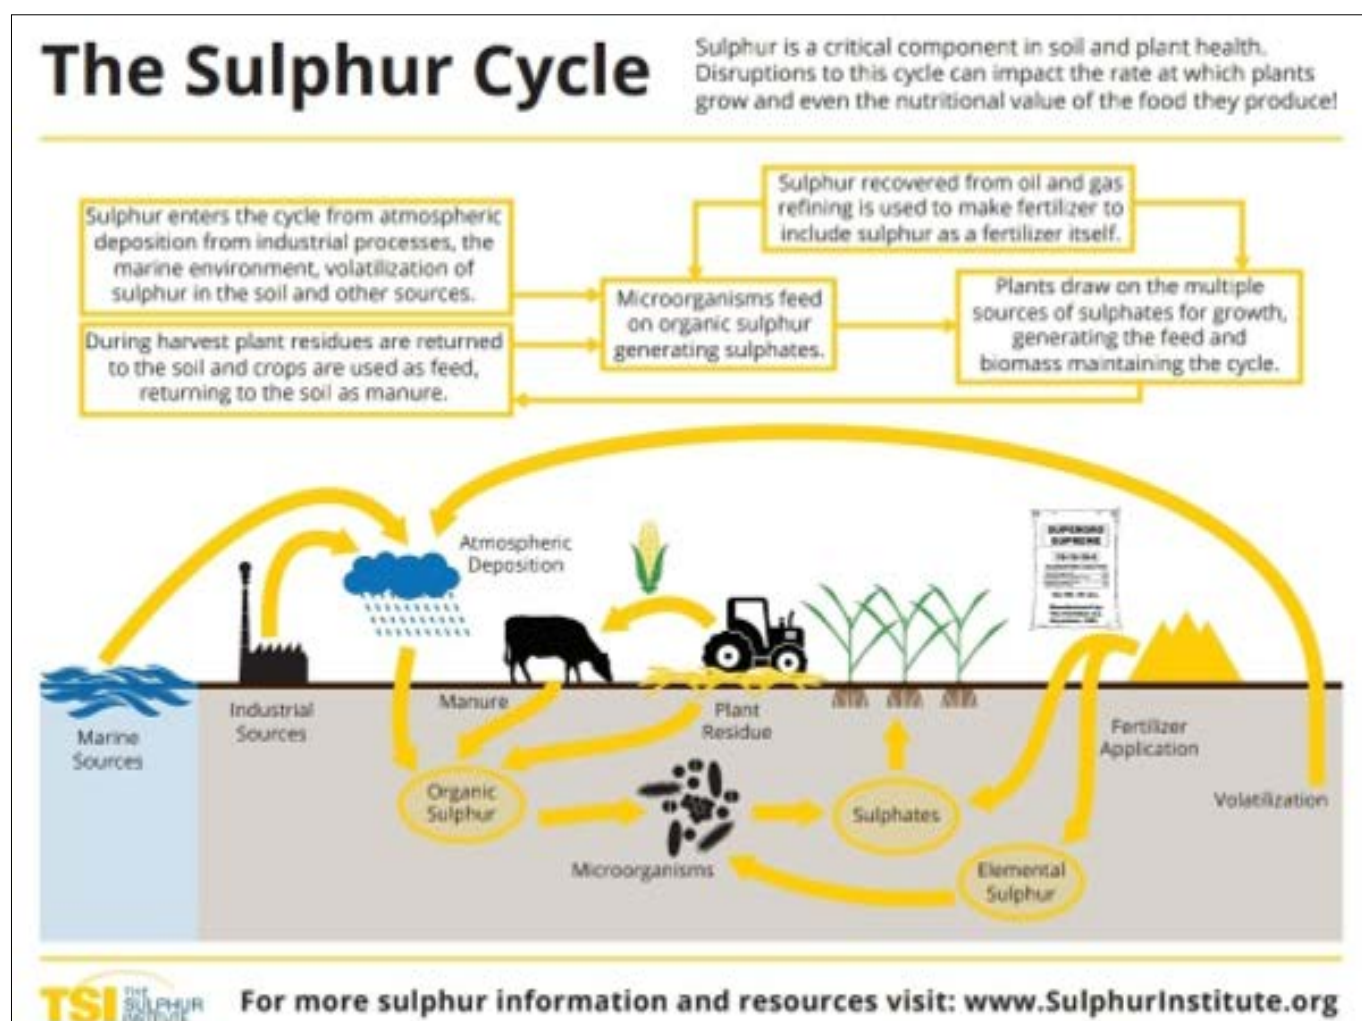 The Sulphur Cycle
Sulphur is a critical component in soil and plant health.
Disruptions to this cycle can impact the rate at which plants
grow and even the nutritional value of the food they produce!
Sulphur enters the cycle from atmospheric
deposition from industrial processes, the
marine environment, volatilization of
sulphur in the soil and other sources.
During harvest plant residues are returned
to the soil and crops are used as feed,
returning to the soil as manure.
Microorganisms feed
on organic sulphur
generating sulphates.
Sulphur recovered from oil and gas
refining is used to make fertilizer to
include sulphur as a fertilizer itself.
Plants draw on the multiple
sources of sulphates for growth,
generating the feed and
biomass maintaining the cycle.
Atmospheric
Deposition
SUPERGRO
SUPREME
Manure
Industrial
Sources
Marine
Sources
Plant
Residue
Fertilizer
Application
Volatilization
Organic
Sulphur
Microorganisms
Sulphates
Elemental
Sulphur
TSI THE
SULPHUR
INSTITUTE
For more sulphur information and resources visit: www.SulphurInstitute.org